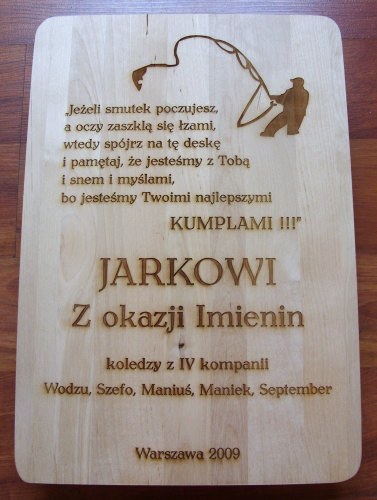 „Jeżeli smutek poczujesz,
a oczy zaszklą się łzami,
wtedy spójrz na tę deskę
i pamętaj, że jesteśmy z Tobą
i snem i myślami,
bo jesteśmy Twoimi najlepszymi
KUMPLAMI !!!"
JARKOWI
Z okazji Imienin
koledzy z IV kompanii
Wodzu, Szefo, Maniuś, Maniek, September
Warszawa 2009